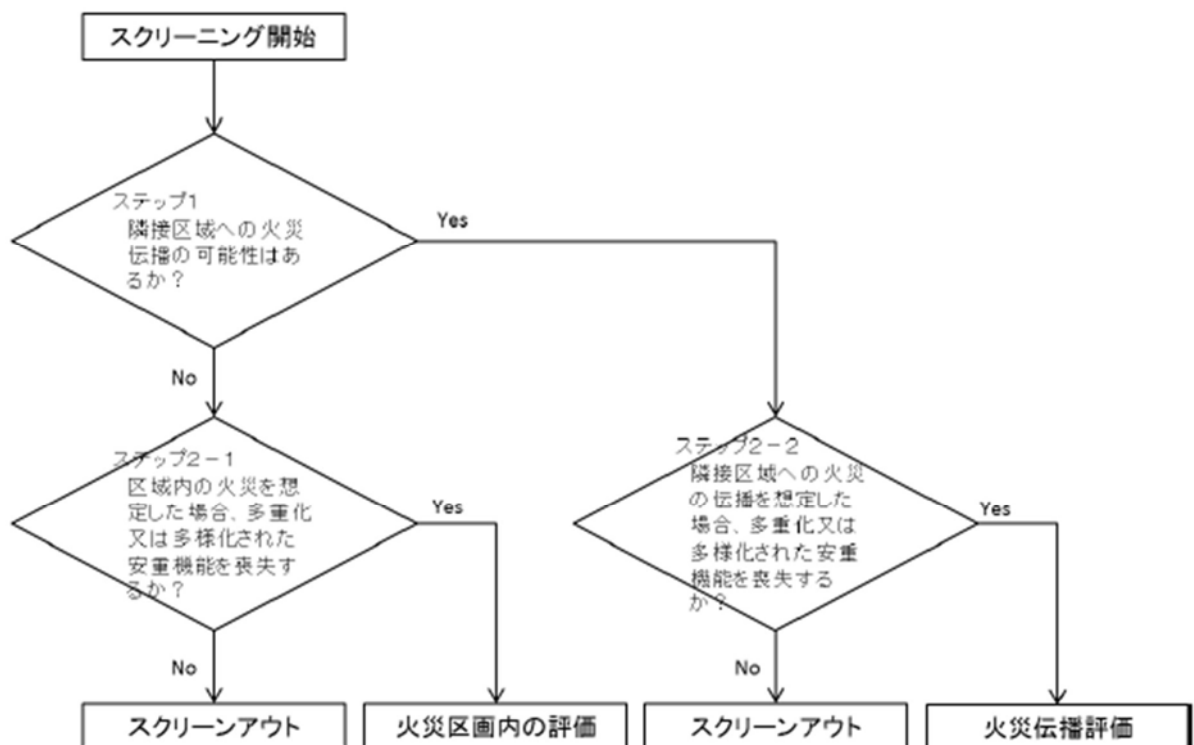 スクリーニング開始
ステップ1
隣接区域への火災
伝播の可能性はあ
るか？
Yes
No
ステップ2－1
区域内の火災を想
定した場合、多重化
又は多様化された
安重機能を喪失す
るか？
Yes
No
ステップ2－2
隣接区域への火災
の伝播を想定した
場合、多重化又は
多様化された安重
機能を喪失する
か？
Yes
No
スクリーンアウト
火災区画内の評価
スクリーンアウト
火災伝播評価